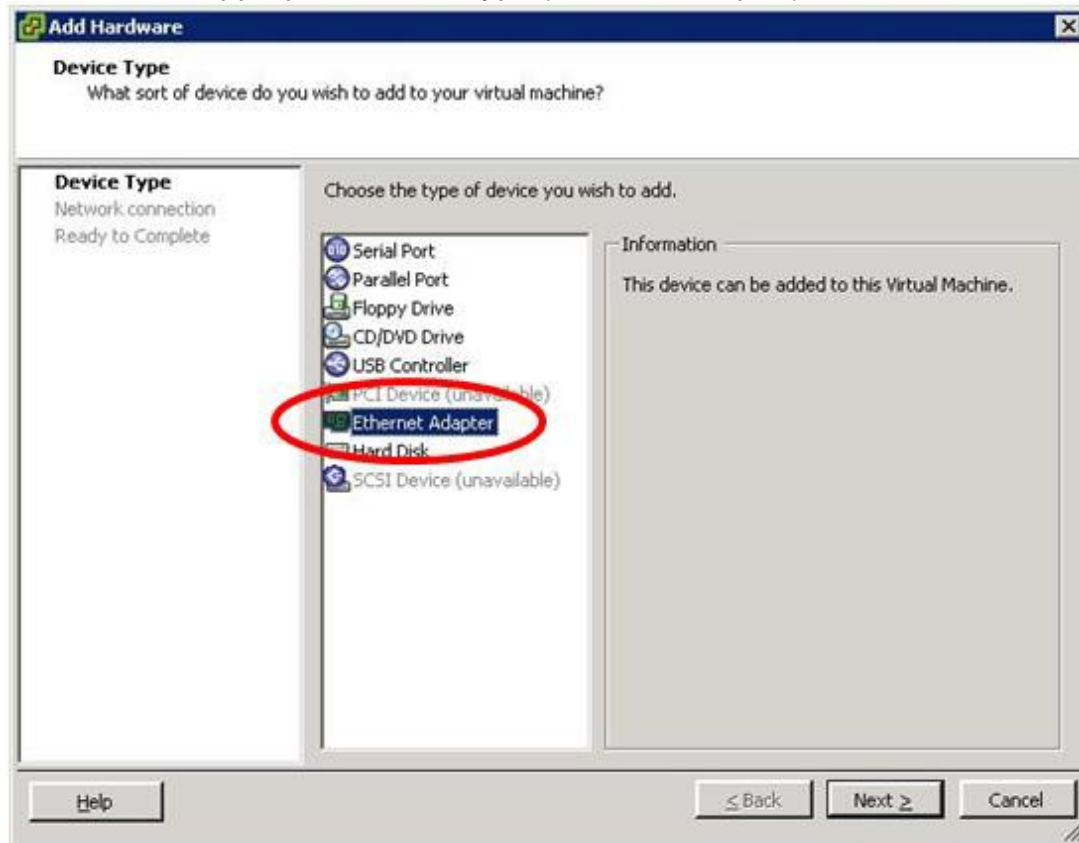 Add Hardware
Device Type
What sort of device do you wish to add to your virtual machine?
Device Type
Network connection
Ready to Complete
Choose the type of device you wish to add.
Serial Port
Parallel Port
Floppy Drive
CD/DVD Drive
USB Controller
PCI Device (unavailable)
Ethernet Adapter
Hard Disk
SCSI Device (unavailable)
Information
This device can be added to this Virtual Machine.
Help
< Back
Next >
Cancel